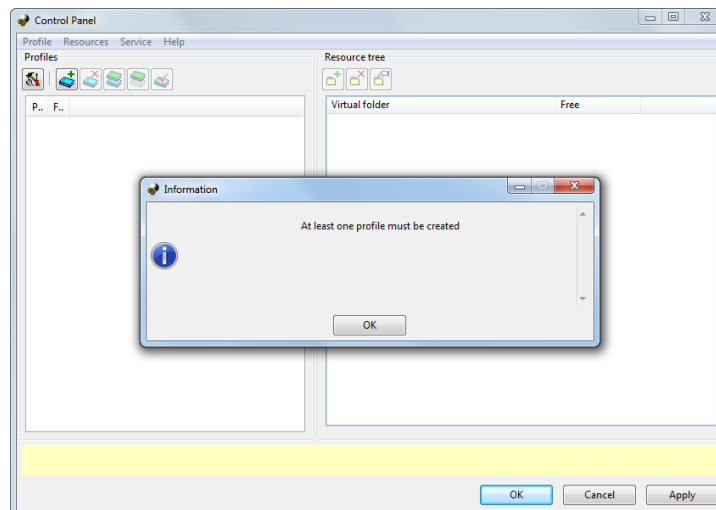 Control Panel
Profile Resources Service Help
Profiles
Resource tree
P.. F..
Virtual folder Free
Information
At least one profile must be created
OK
OK Cancel Apply